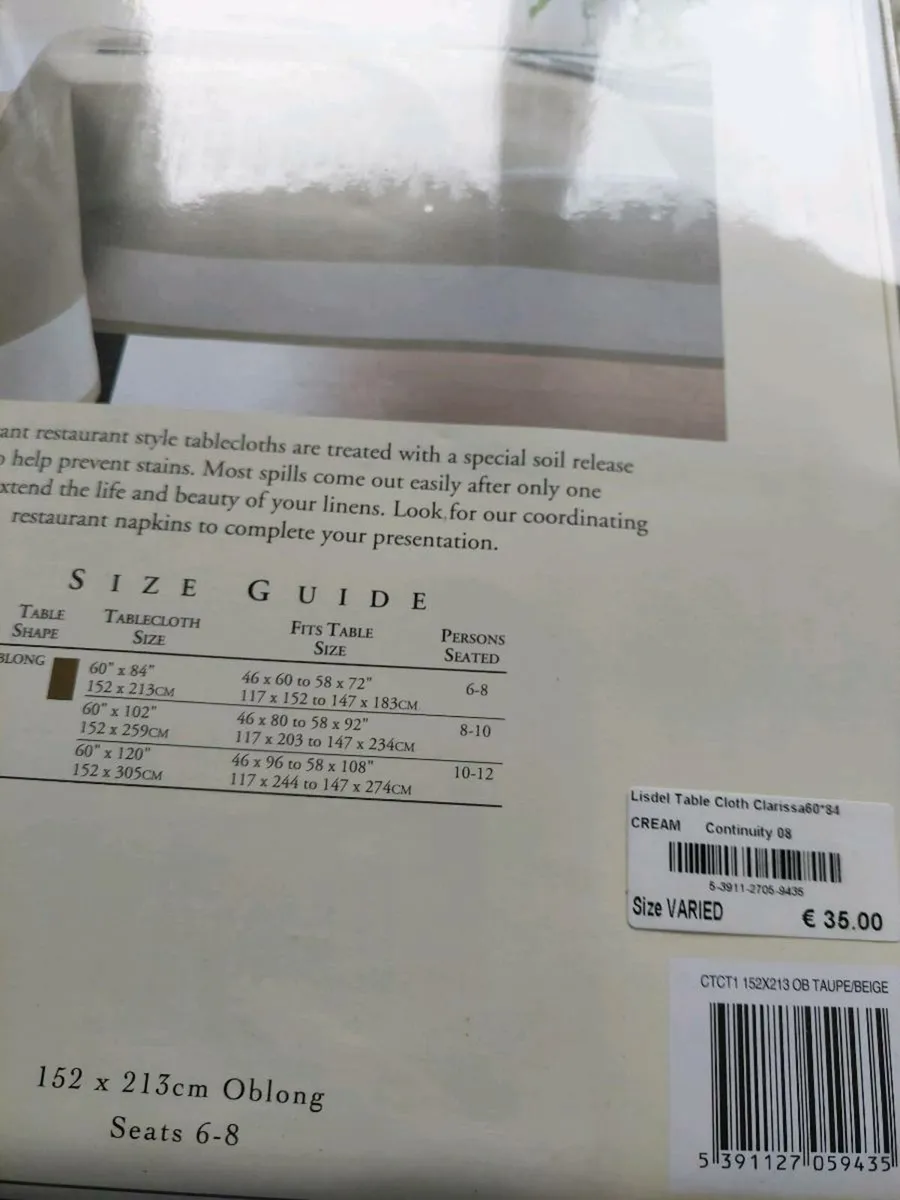 ant restaurant style tablecloths are treated with a special soil release
help prevent stains. Most spills come out easily after only one
xtend the life and beauty of your linens. Look for our coordinating
restaurant napkins to complete your presentation.
SIZE GUIDE
TABLE SHAPE TABLECLOTH SIZE FITS TABLE SIZE PERSONS SEATED
BLONG 60" x 84" 46 x 60 to 58 x 72" 6-8
152 x 213CM 117 x 152 to 147 x 183CM
60" x 102" 46 x 80 to 58 x 92" 8-10
152 x 259CM 117 x 203 to 147 x 234CM
60" x 120" 46 x 96 to 58 x 108" 10-12
152 x 305CM 117 x 244 to 147 x 274CM
Lisdel Table Cloth Clarissa60*84
CREAM Continuity 08
5-3911-2705-9435
Size VARIED € 35.00
CTCT1 152X213 OB TAUPE/BEIGE
5 391127 059435
152 x 213cm Oblong
Seats 6-8